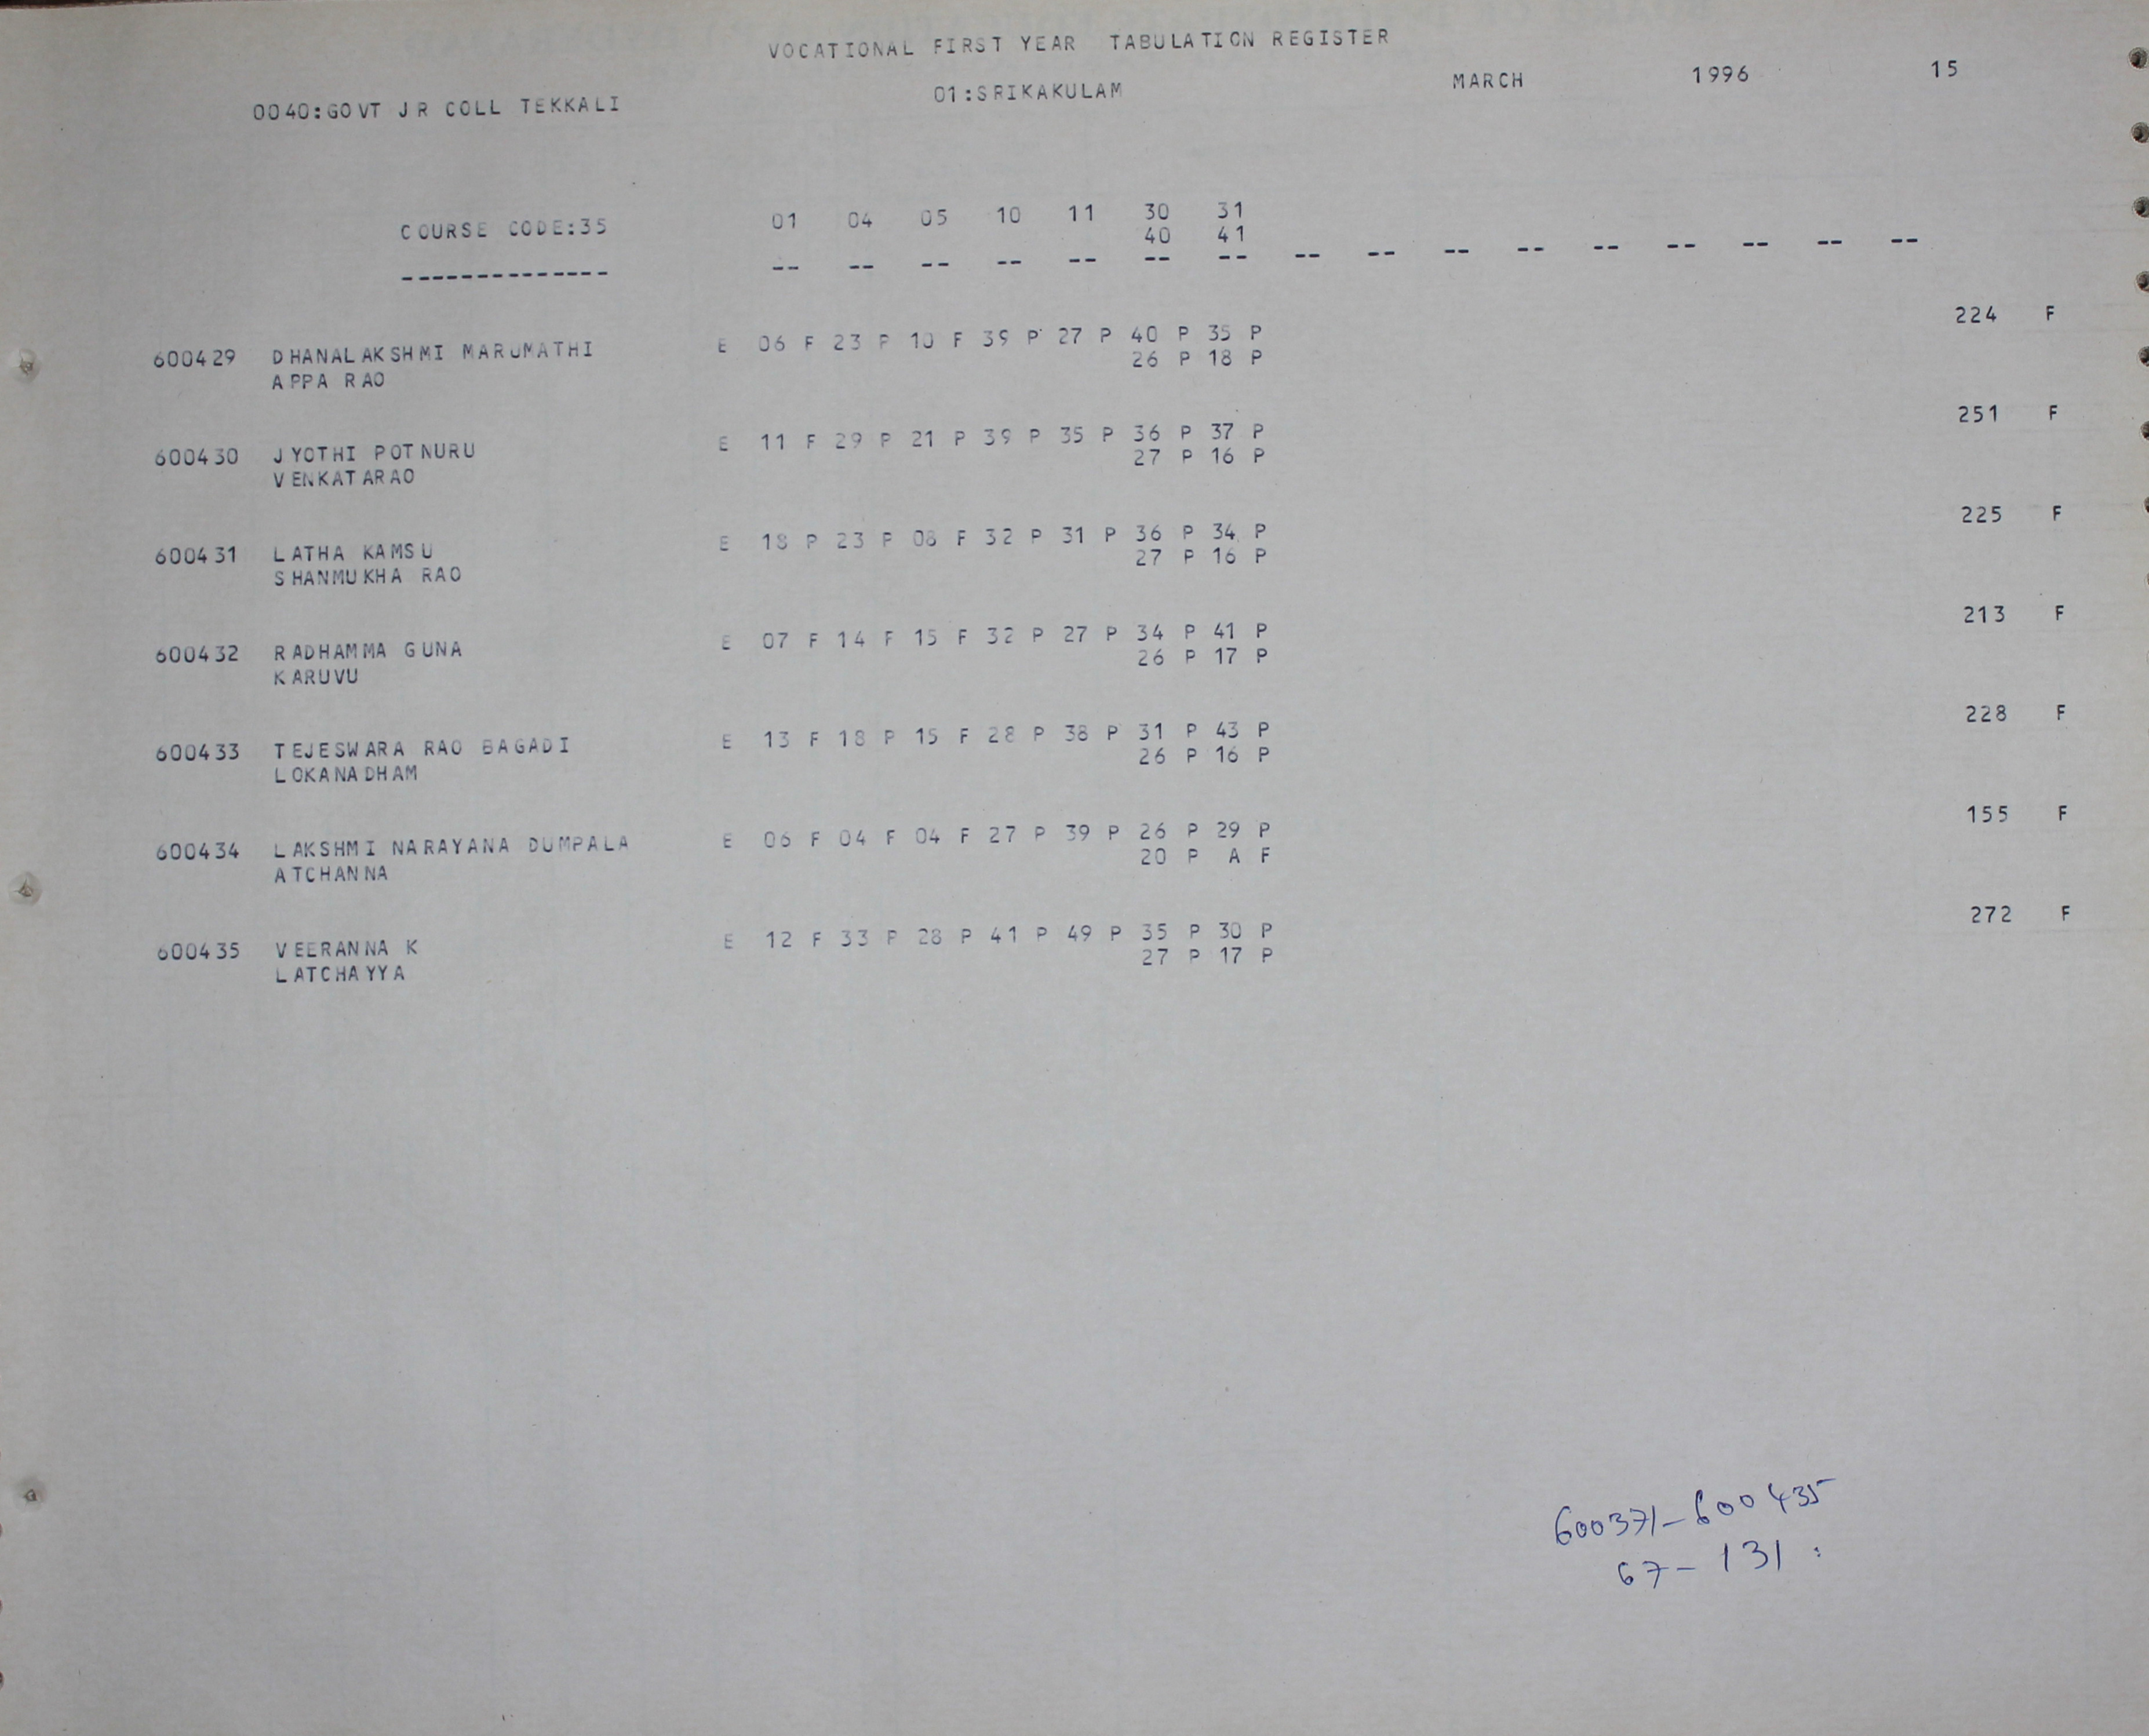 VOCATIONAL FIRST YEAR TABULATION REGISTER
0040:GOVT JR COLL TEKKALI 01:SRIKAKULAM MARCH 1996 15
COURSE CODE:35 01 04 05 10 11 30 31
40 41
-------------- -- -- -- -- -- -- -- -- -- -- -- -- -- -- -- --
600429 DHANALAKSHMI MARUMATHI E 06 F 23 P 10 F 39 P 27 P 40 P 35 P 224 F
APPA RAO 26 P 18 P
600430 JYOTHI POTNURU E 11 F 29 P 21 P 39 P 35 P 36 P 37 P 251 F
VENKATARAO 27 P 16 P
600431 LATHA KAMSU E 18 P 23 P 08 F 32 P 31 P 36 P 34 P 225 F
SHANMUKHA RAO 27 P 16 P
600432 RADHAMMA GUNA E 07 F 14 F 15 F 32 P 27 P 34 P 41 P 213 F
KARUVU 26 P 17 P
600433 TEJESWARA RAO BAGADI E 13 F 18 P 15 F 28 P 38 P 31 P 43 P 228 F
LOKANADHAM 26 P 16 P
600434 LAKSHMI NARAYANA DUMPALA E 06 F 04 F 04 F 27 P 39 P 26 P 29 P 155 F
ATCHANNA 20 P A F
600435 VEERANNA K E 12 F 33 P 28 P 41 P 49 P 35 P 30 P 272 F
LATCHAYYA 27 P 17 P
600371-600435
67-131: